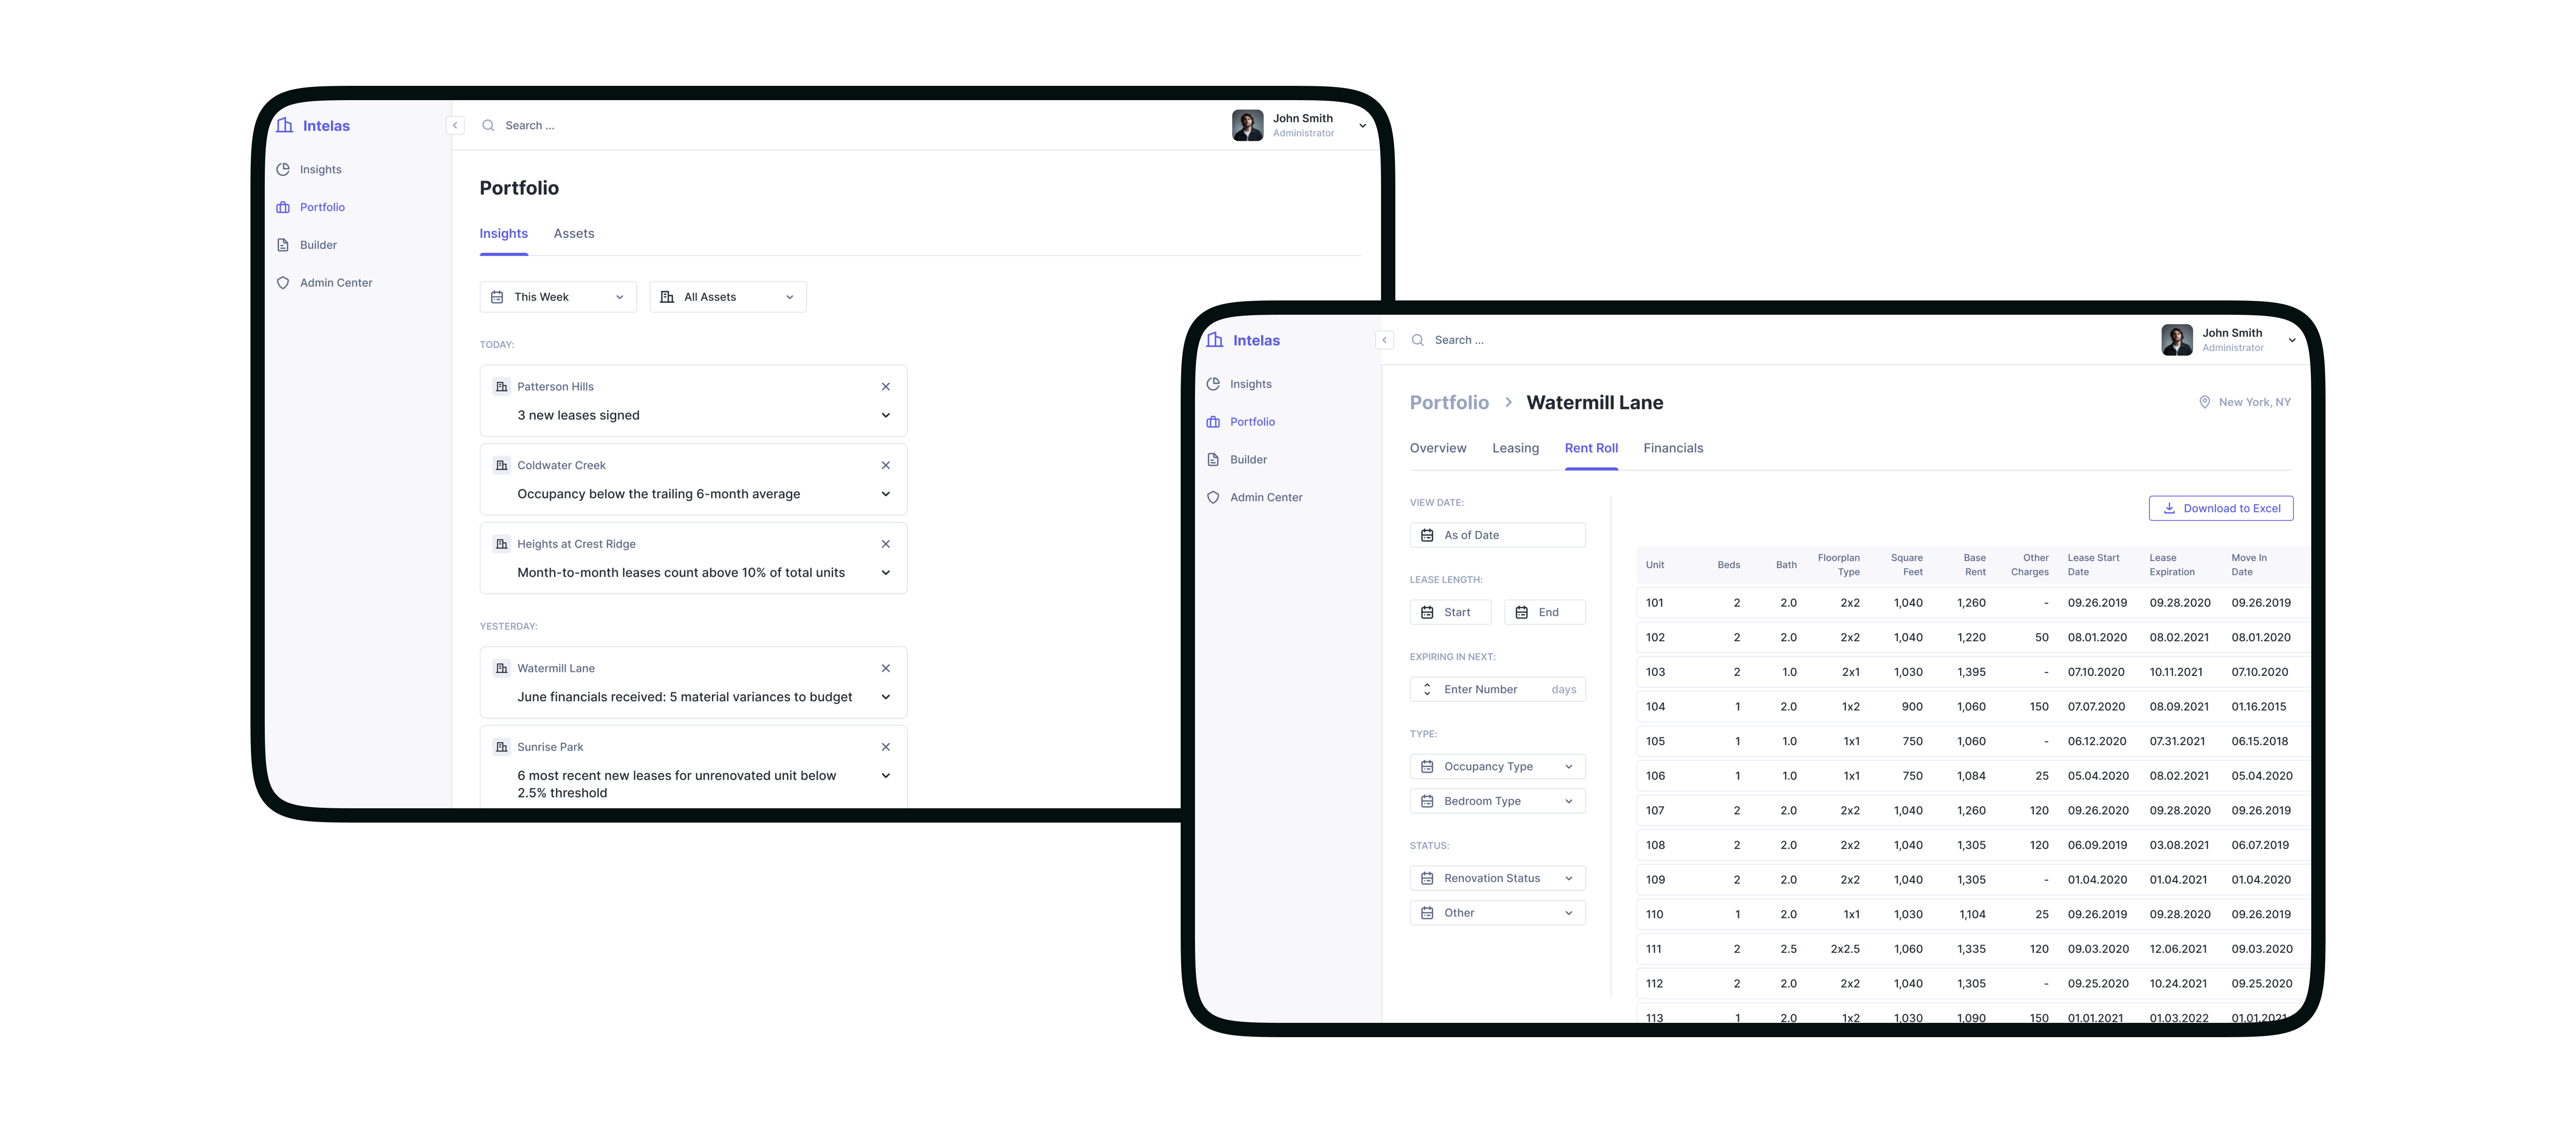 Intelas
Search ...
John Smith
Administrator
Insights
Portfolio
Builder
Admin Center
Portfolio
Insights Assets
This Week All Assets
TODAY:
Patterson Hills
3 new leases signed
Coldwater Creek
Occupancy below the trailing 6-month average
Heights at Crest Ridge
Month-to-month leases count above 10% of total units
YESTERDAY:
Watermill Lane
June financials received: 5 material variances to budget
Sunrise Park
6 most recent new leases for unrenovated unit below
2.5% threshold
Intelas
Search ...
John Smith
Administrator
Insights
Portfolio
Builder
Admin Center
Portfolio > Watermill Lane
New York, NY
Overview Leasing Rent Roll Financials
VIEW DATE:
As of Date
LEASE LENGTH:
Start End
EXPIRING IN NEXT:
Enter Number days
TYPE:
Occupancy Type
Bedroom Type
STATUS:
Renovation Status
Other
Download to Excel
Unit Beds Bath Floorplan Type Square Feet Base Rent Other Charges Lease Start Date Lease Expiration Move In Date
101 2 2.0 2x2 1,040 1,260 - 09.26.2019 09.28.2020 09.26.2019
102 2 2.0 2x2 1,040 1,220 50 08.01.2020 08.02.2021 08.01.2020
103 2 1.0 2x1 1,030 1,395 - 07.10.2020 10.11.2021 07.10.2020
104 1 2.0 1x2 900 1,060 150 07.07.2020 08.09.2021 01.16.2015
105 1 1.0 1x1 750 1,060 - 06.12.2020 07.31.2021 06.15.2018
106 1 1.0 1x1 750 1,084 25 05.04.2020 08.02.2021 05.04.2020
107 2 2.0 2x2 1,040 1,260 120 09.26.2020 09.28.2020 09.26.2019
108 2 2.0 2x2 1,040 1,305 120 06.09.2019 03.08.2021 06.07.2019
109 2 2.0 2x2 1,040 1,305 - 01.04.2020 01.04.2021 01.04.2020
110 1 2.0 1x1 1,030 1,104 25 09.26.2019 09.28.2020 09.26.2019
111 2 2.5 2x2.5 1,060 1,335 120 09.03.2020 12.06.2021 09.03.2020
112 2 2.0 2x2 1,040 1,305 - 09.25.2020 10.24.2021 09.25.2020
113 1 2.0 1x2 1,030 1,090 150 01.01.2021 01.03.2022 01.01.2021